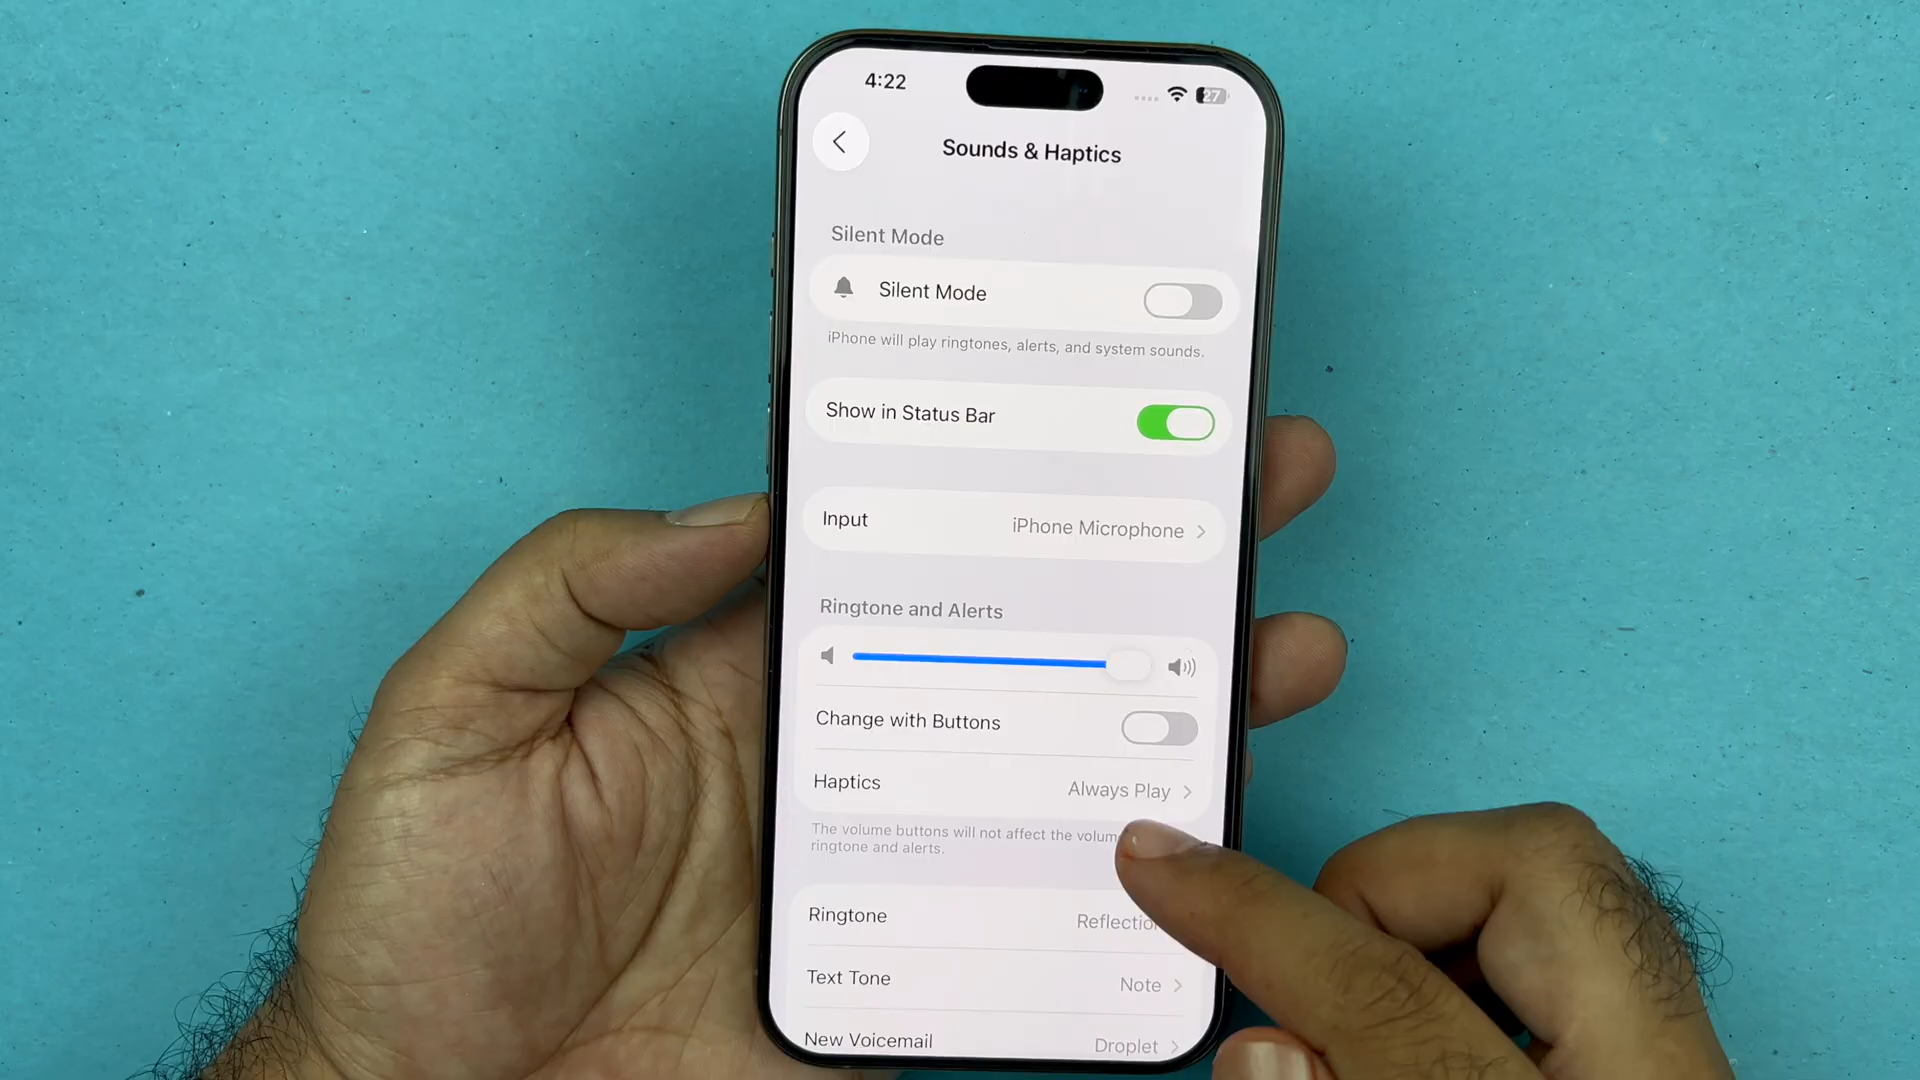 4:22
27
Sounds & Haptics
Silent Mode
Silent Mode
iPhone will play ringtones, alerts, and system sounds.
Show in Status Bar
Input iPhone Microphone
Ringtone and Alerts
Change with Buttons
Haptics Always Play
The volume buttons will not affect the
ringtone and alerts.
Ringtone
Text Tone Note
New Voicemail Droplet